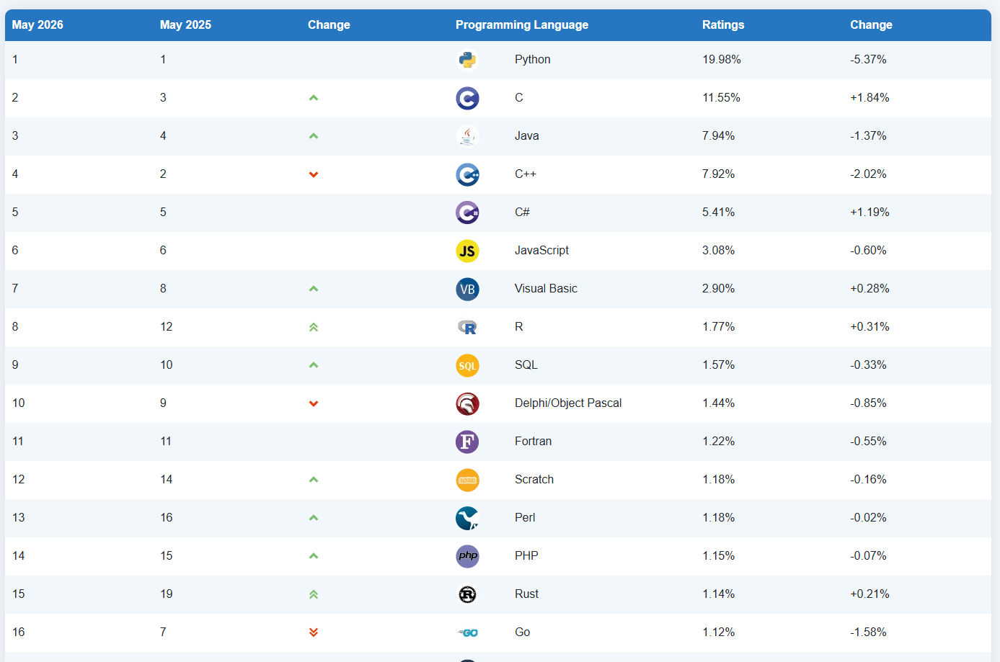 May 2026 May 2025 Change Programming Language Ratings Change
1 1 Python 19.98% -5.37%
2 3 C C 11.55% +1.84%
3 4 Java 7.94% -1.37%
4 2 C++ C++ 7.92% -2.02%
5 5 C# C# 5.41% +1.19%
6 6 JS JavaScript 3.08% -0.60%
7 8 VB Visual Basic 2.90% +0.28%
8 12 R R 1.77% +0.31%
9 10 SQL SQL 1.57% -0.33%
10 9 Delphi/Object Pascal 1.44% -0.85%
11 11 F Fortran 1.22% -0.55%
12 14 Scratch 1.18% -0.16%
13 16 Perl 1.18% -0.02%
14 15 php PHP 1.15% -0.07%
15 19 R Rust 1.14% +0.21%
16 7 GO Go 1.12% -1.58%